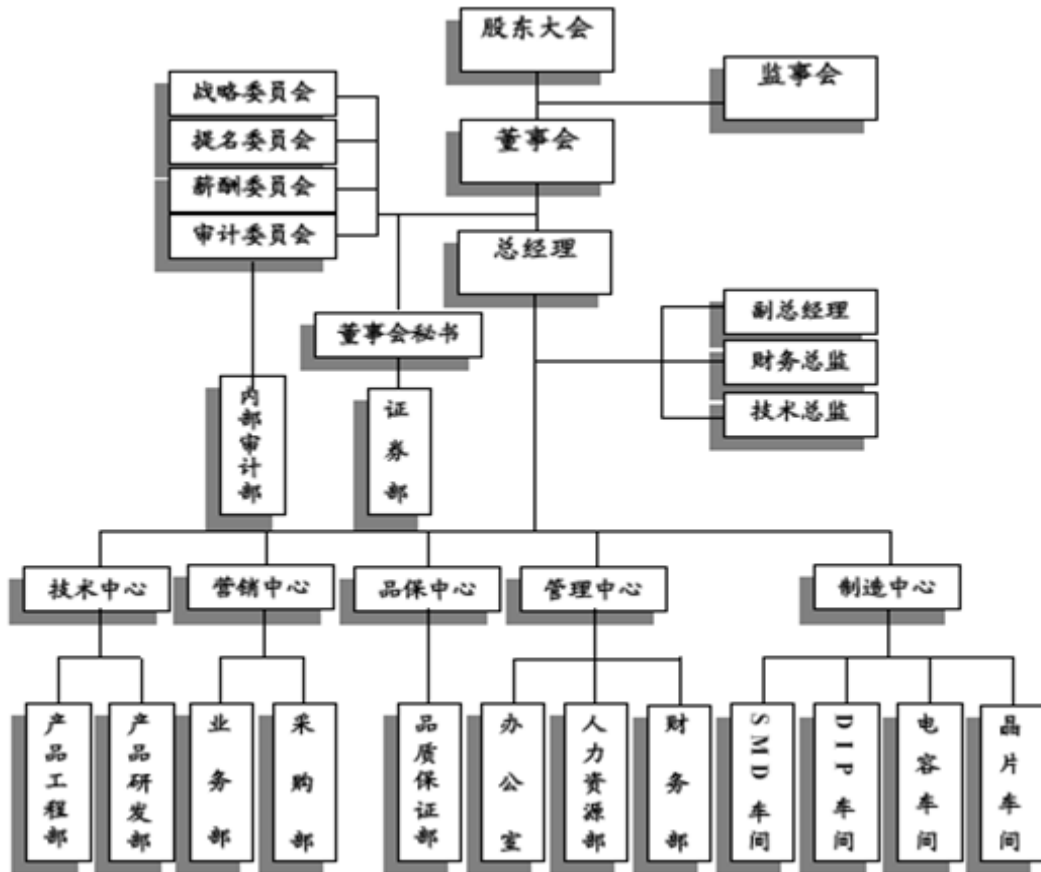 股东大会
监事会
战略委员会
提名委员会
董事会
薪酬委员会
审计委员会
总经理
副总经理
董事会秘书
财务总监
技术总监
内部审计部
证券部
技术中心
营销中心
品保中心
管理中心
制造中心
产品工程部
产品研发部
业务部
采购部
品质保证部
办公室
人力资源部
财务部
SMD车间
DIP车间
电容车间
晶片车间